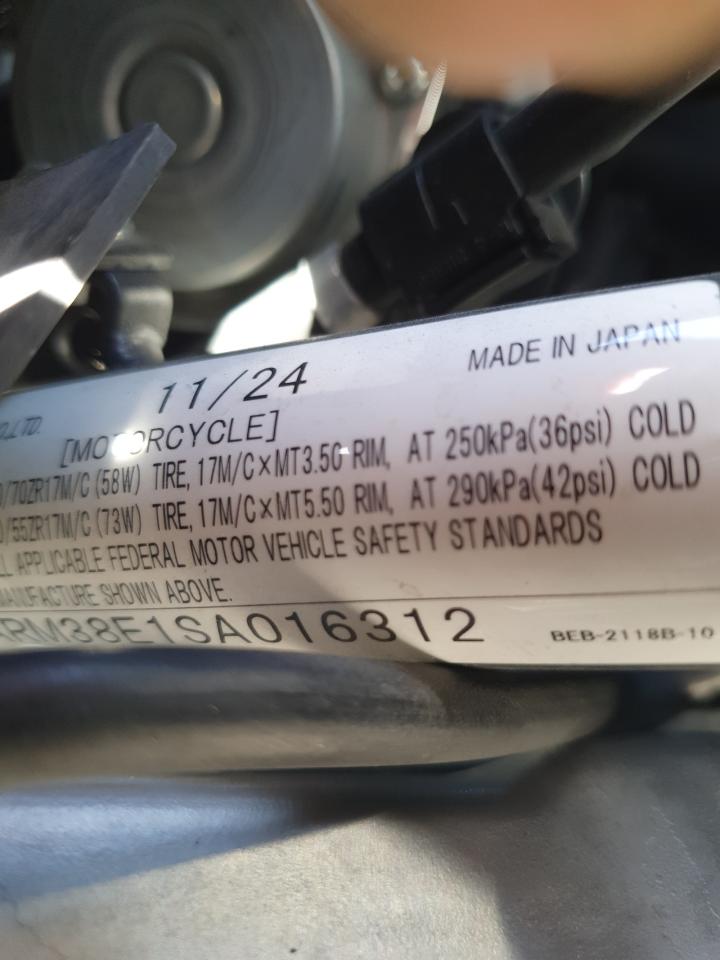 11/24
MADE IN JAPAN
[MOTORCYCLE]
/70ZR17M/C (58W) TIRE, 17M/C×MT3.50 RIM, AT 250kPa(36psi) COLD
/55ZR17M/C (73W) TIRE, 17M/C×MT5.50 RIM, AT 290kPa(42psi) COLD
APPLICABLE FEDERAL MOTOR VEHICLE SAFETY STANDARDS
MANUFACTURE SHOWN ABOVE.
RM38E1SA016312
BEB-2118B-10